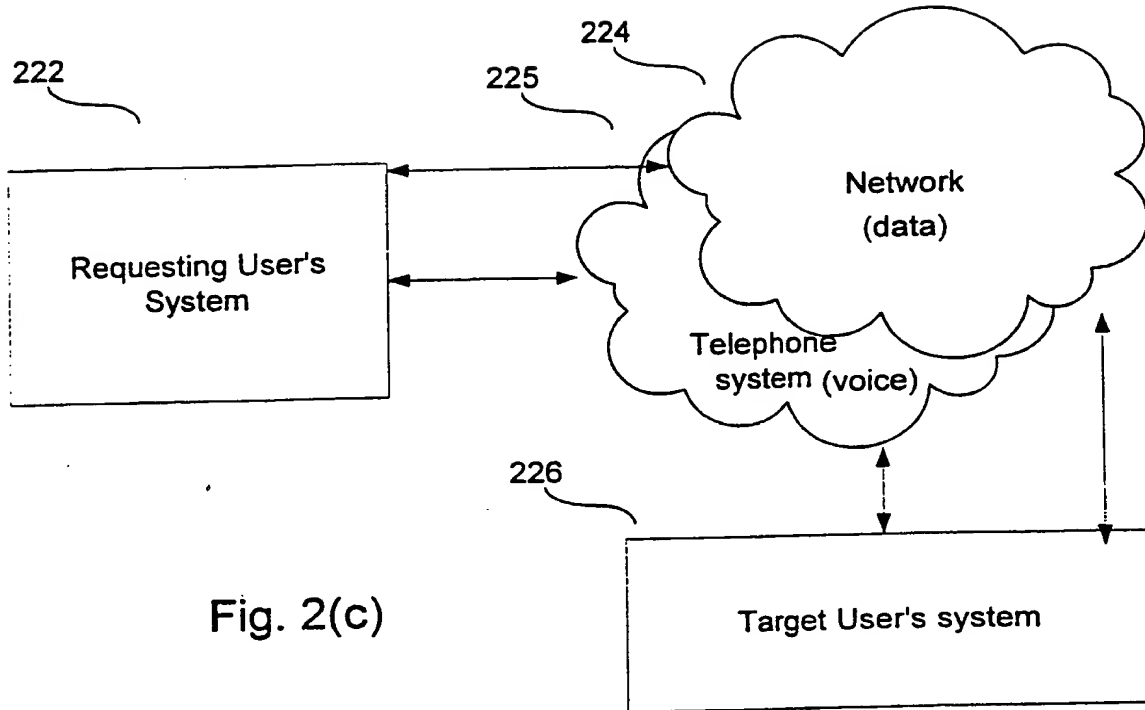 224
222
225
Network
(data)
Requesting User's
System
Telephone
system (voice)
226
Fig. 2(c)
Target User's system